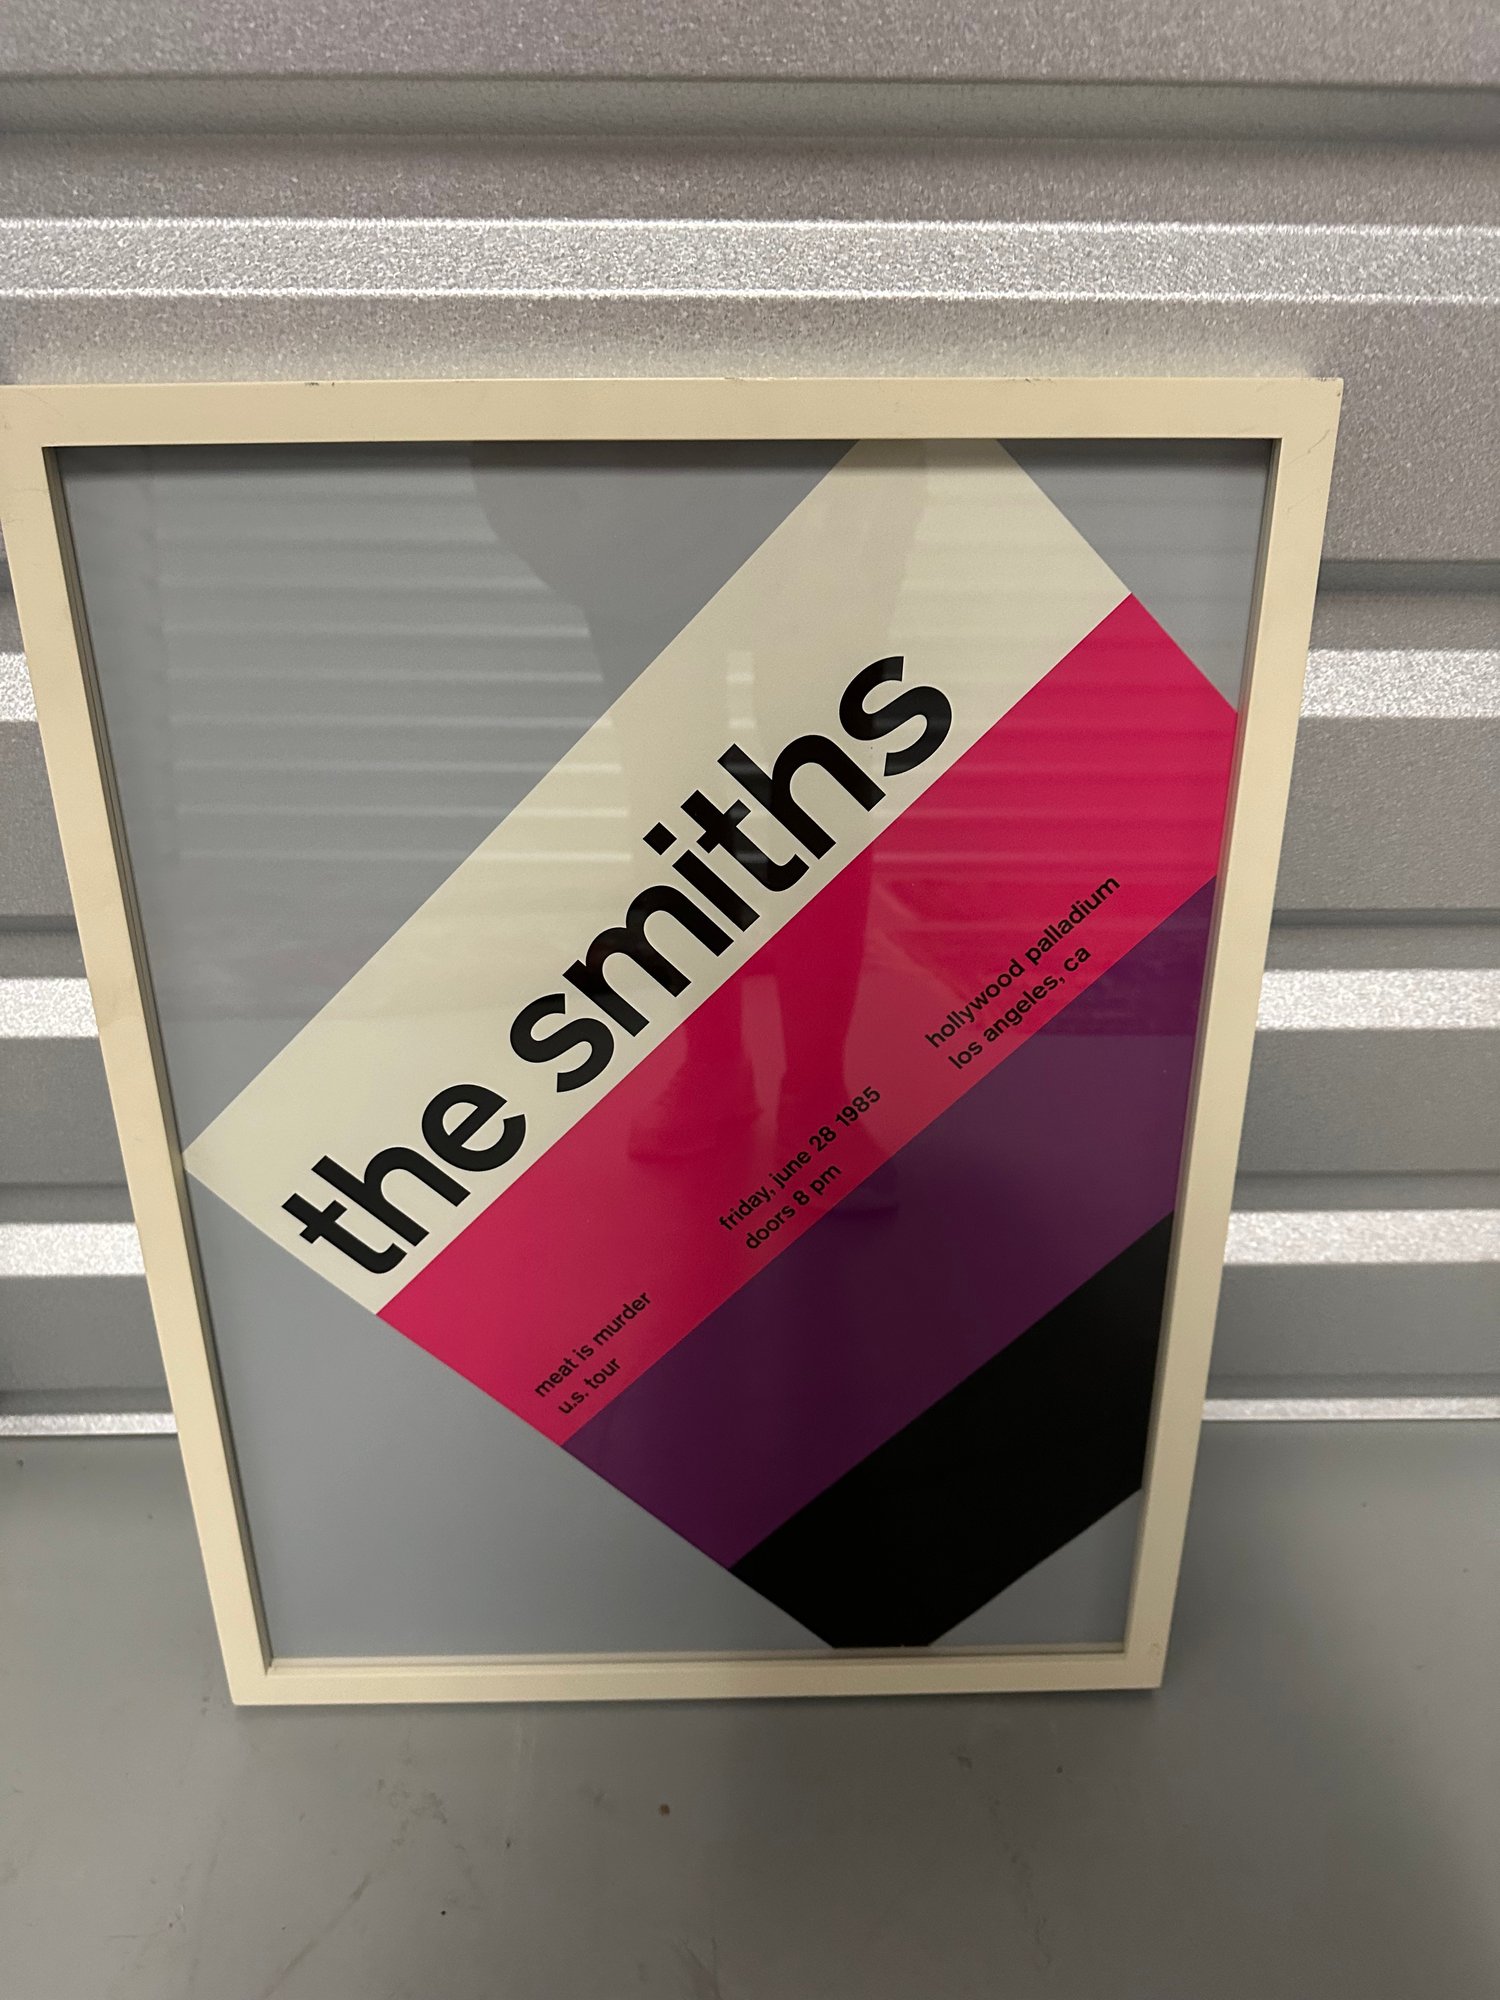 the smiths
meat is murder
u.s. tour
friday, june 28 1985
doors 8 pm
hollywood palladium
los angeles, ca